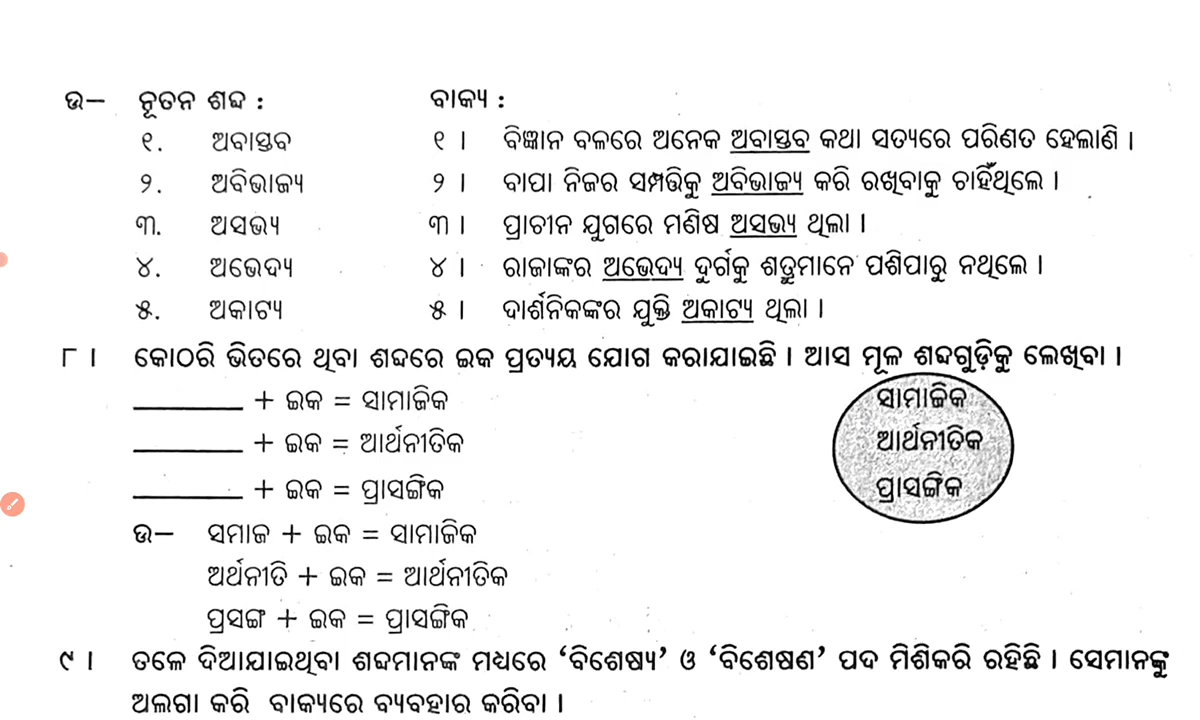 ଉ– ନୂତନ ଶବ୍ଦ : ବାକ୍ୟ :
୧. ଅବାସ୍ତବ ୧ । ବିଜ୍ଞାନ ବଳରେ ଅନେକ ଅବାସ୍ତବ କଥା ସତ୍ୟରେ ପରିଣତ ହେଲାଣି ।
୨. ଅବିଭାଜ୍ୟ ୨ । ବାପା ନିଜର ସମ୍ପତ୍ତିକୁ ଅବିଭାଜ୍ୟ କରି ରଖିବାକୁ ଚାହିଁଥିଲେ ।
୩. ଅସଭ୍ୟ ୩ । ପ୍ରାଚୀନ ଯୁଗରେ ମଣିଷ ଅସଭ୍ୟ ଥିଲା ।
୪. ଅଭେଦ୍ୟ ୪ । ରାଜାଙ୍କର ଅଭେଦ୍ୟ ଦୁର୍ଗକୁ ଶତ୍ରୁମାନେ ପଶିପାରୁ ନଥିଲେ ।
୫. ଅକାଟ୍ୟ ୫ । ଦାର୍ଶନିକଙ୍କର ଯୁକ୍ତି ଅକାଟ୍ୟ ଥିଲା ।
୮ । କୋଠରି ଭିତରେ ଥିବା ଶବ୍ଦରେ ଇକ ପ୍ରତ୍ୟୟ ଯୋଗ କରାଯାଇଛି । ଆସ ମୂଳ ଶବ୍ଦଗୁଡ଼ିକୁ ଲେଖିବା ।
_______ + ଇକ = ସାମାଜିକ ସାମାଜିକ
_______ + ଇକ = ଆର୍ଥନୀତିକ ଆର୍ଥନୀତିକ
_______ + ଇକ = ପ୍ରାସଙ୍ଗିକ ପ୍ରାସଙ୍ଗିକ
ଉ– ସମାଜ + ଇକ = ସାମାଜିକ
ଅର୍ଥନୀତି + ଇକ = ଆର୍ଥନୀତିକ
ପ୍ରସଙ୍ଗ + ଇକ = ପ୍ରାସଙ୍ଗିକ
୯ । ତଳେ ଦିଆଯାଇଥିବା ଶବ୍ଦମାନଙ୍କ ମଧ୍ୟରେ ‘ବିଶେଷ୍ୟ’ ଓ ‘ବିଶେଷଣ’ ପଦ ମିଶିକରି ରହିଛି । ସେମାନଙ୍କୁ
ଅଲଗା କରି ବାକ୍ୟରେ ବ୍ୟବହାର କରିବା ।